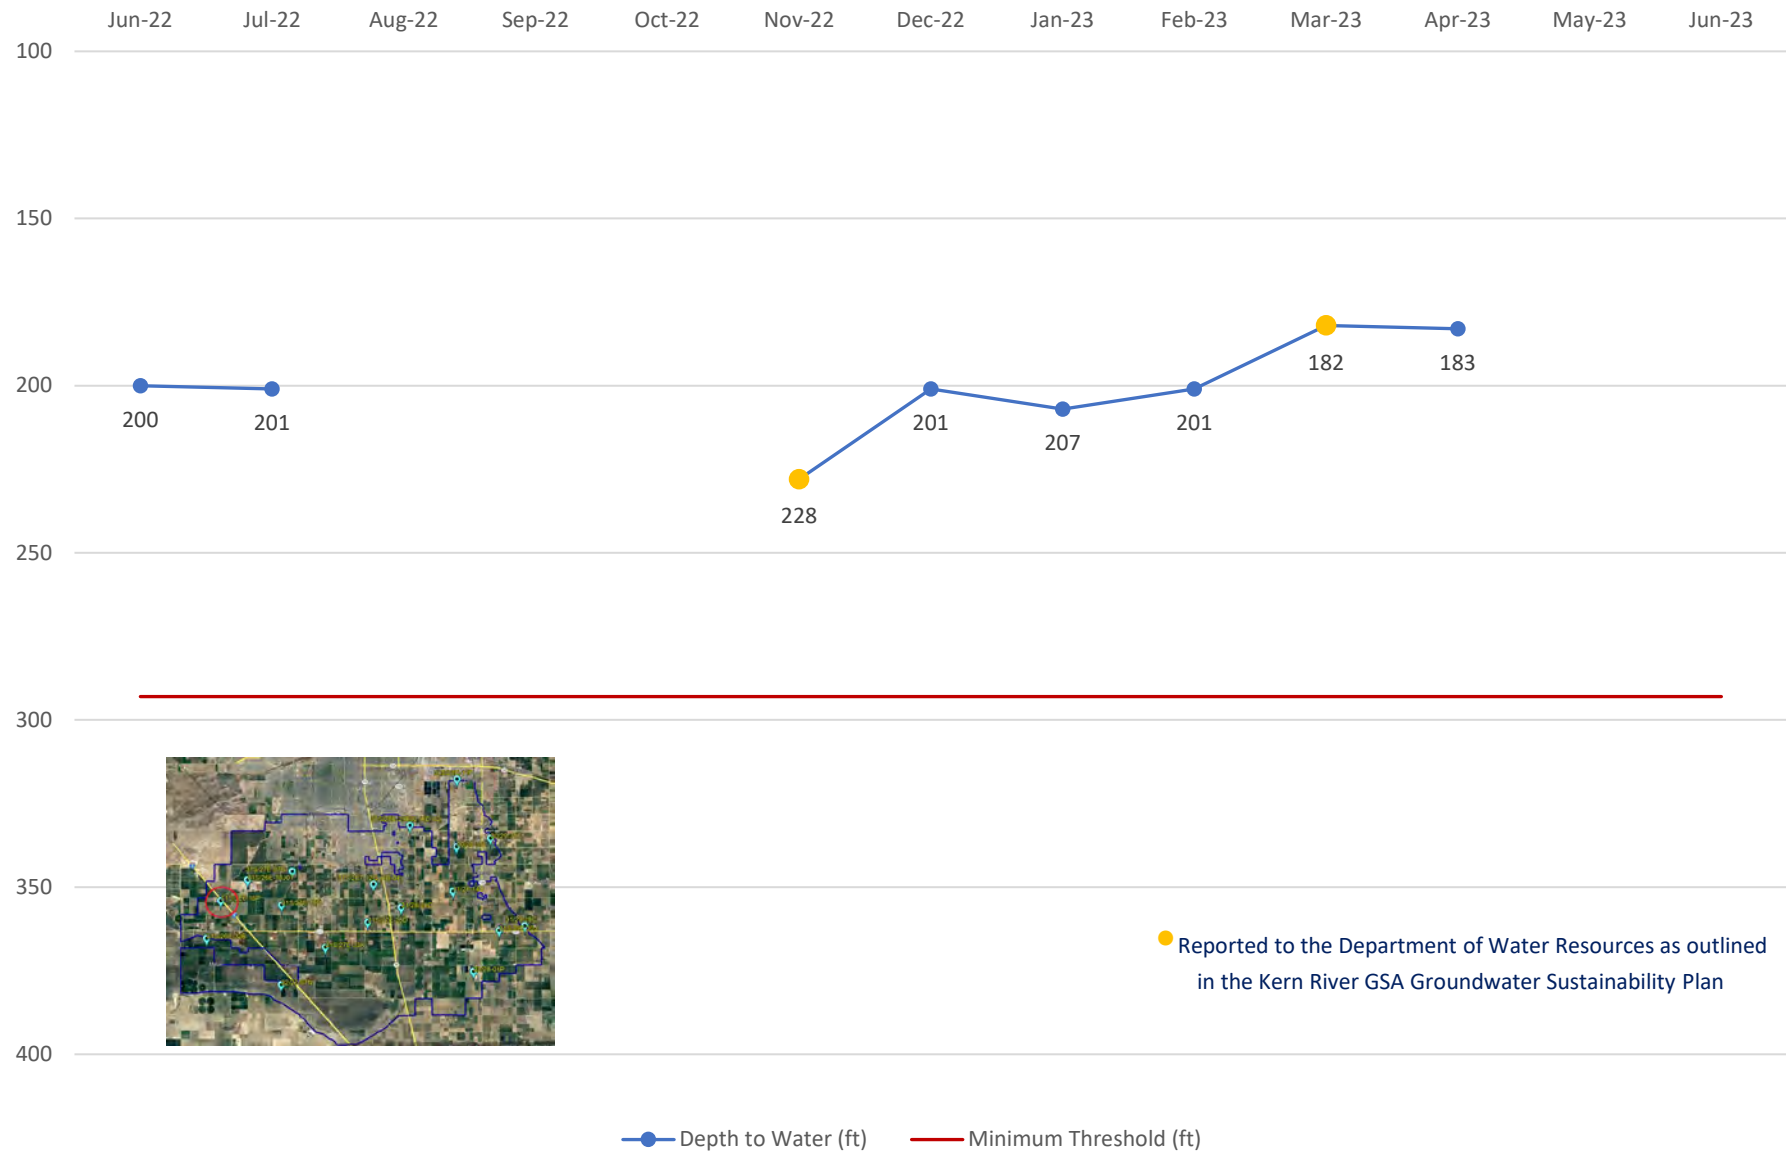 Jun-22 Jul-22 Aug-22 Sep-22 Oct-22 Nov-22 Dec-22 Jan-23 Feb-23 Mar-23 Apr-23 May-23 Jun-23
100
150
182 183
200
200 201 201 207 201
228
250
300
350
Reported to the Department of Water Resources as outlined
in the Kern River GSA Groundwater Sustainability Plan
400
Depth to Water (ft) Minimum Threshold (ft)